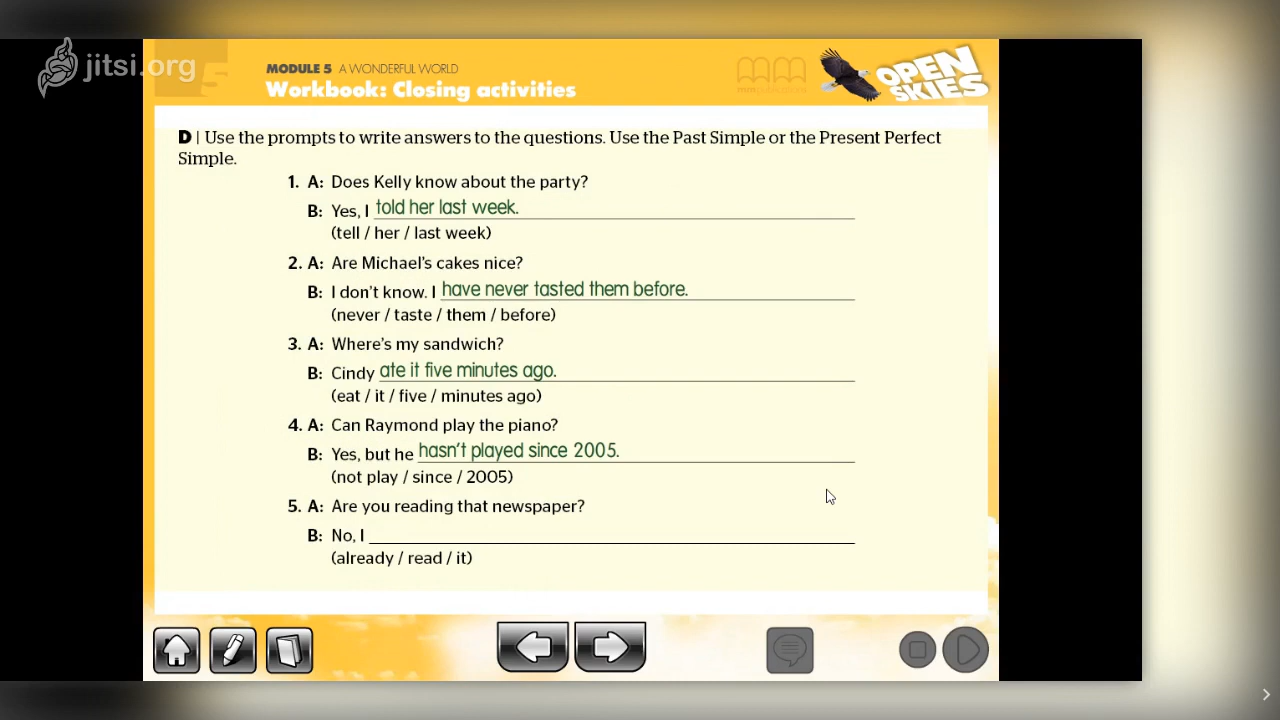 jitsi.org
MODULE 5 A WONDERFUL WORLD
Workbook: Closing activities
OPEN
SKIES
D | Use the prompts to write answers to the questions. Use the Past Simple or the Present Perfect
Simple.
1. A: Does Kelly know about the party?
B: Yes, I told her last week.
(tell / her / last week)
2. A: Are Michael's cakes nice?
B: I don't know. I have never tasted them before.
(never / taste / them / before)
3. A: Where's my sandwich?
B: Cindy ate it five minutes ago.
(eat / it / five / minutes ago)
4. A: Can Raymond play the piano?
B: Yes, but he hasn't played since 2005.
(not play / since / 2005)
5. A: Are you reading that newspaper?
B: No, I
(already / read / it)